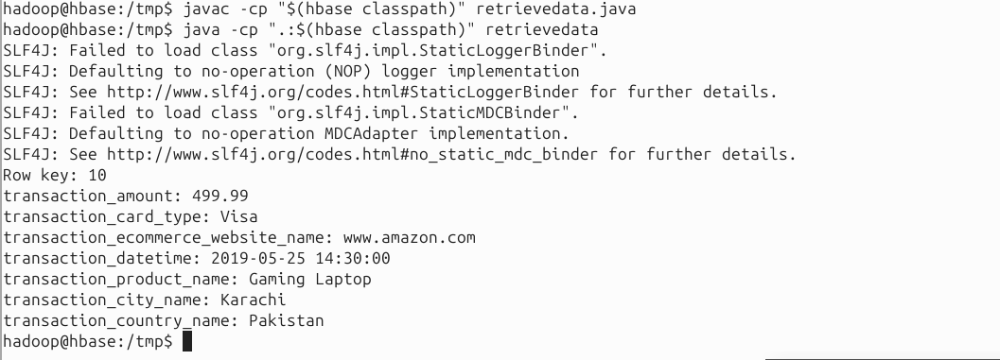 hadoop@hbase:/tmp$ javac -cp "$(hbase classpath)" retrievedata.java
hadoop@hbase:/tmp$ java -cp ".:$(hbase classpath)" retrievedata
SLF4J: Failed to load class "org.slf4j.impl.StaticLoggerBinder".
SLF4J: Defaulting to no-operation (NOP) logger implementation
SLF4J: See http://www.slf4j.org/codes.html#StaticLoggerBinder for further details.
SLF4J: Failed to load class "org.slf4j.impl.StaticMDCBinder".
SLF4J: Defaulting to no-operation MDCAdapter implementation.
SLF4J: See http://www.slf4j.org/codes.html#no_static_mdc_binder for further details.
Row key: 10
transaction_amount: 499.99
transaction_card_type: Visa
transaction_ecommerce_website_name: www.amazon.com
transaction_datetime: 2019-05-25 14:30:00
transaction_product_name: Gaming Laptop
transaction_city_name: Karachi
transaction_country_name: Pakistan
hadoop@hbase:/tmp$